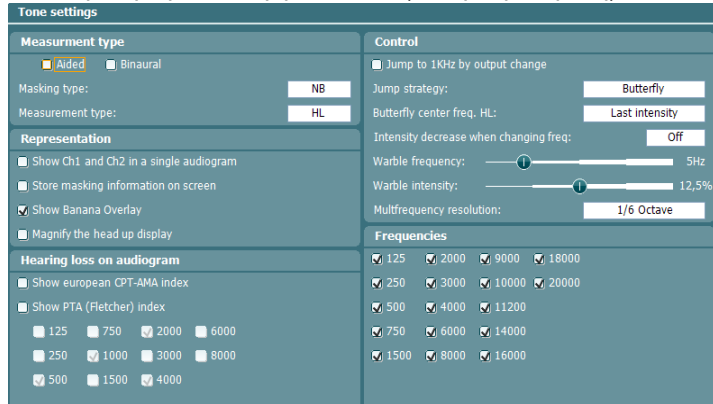 Tone settings
Measurment type
Aided Binaural
Masking type: NB
Measurement type: HL
Representation
Show Ch1 and Ch2 in a single audiogram
Store masking information on screen
Show Banana Overlay
Magnify the head up display
Hearing loss on audiogram
Show european CPT-AMA index
Show PTA (Fletcher) index
125 750 2000 6000
250 1000 3000 8000
500 1500 4000
Control
Jump to 1KHz by output change
Jump strategy: Butterfly
Butterfly center freq. HL: Last intensity
Intensity decrease when changing freq: Off
Warble frequency: 5Hz
Warble intensity: 12,5%
Multfrequency resolution: 1/6 Octave
Frequencies
125 2000 9000 18000
250 3000 10000 20000
500 4000 11200
750 6000 14000
1500 8000 16000